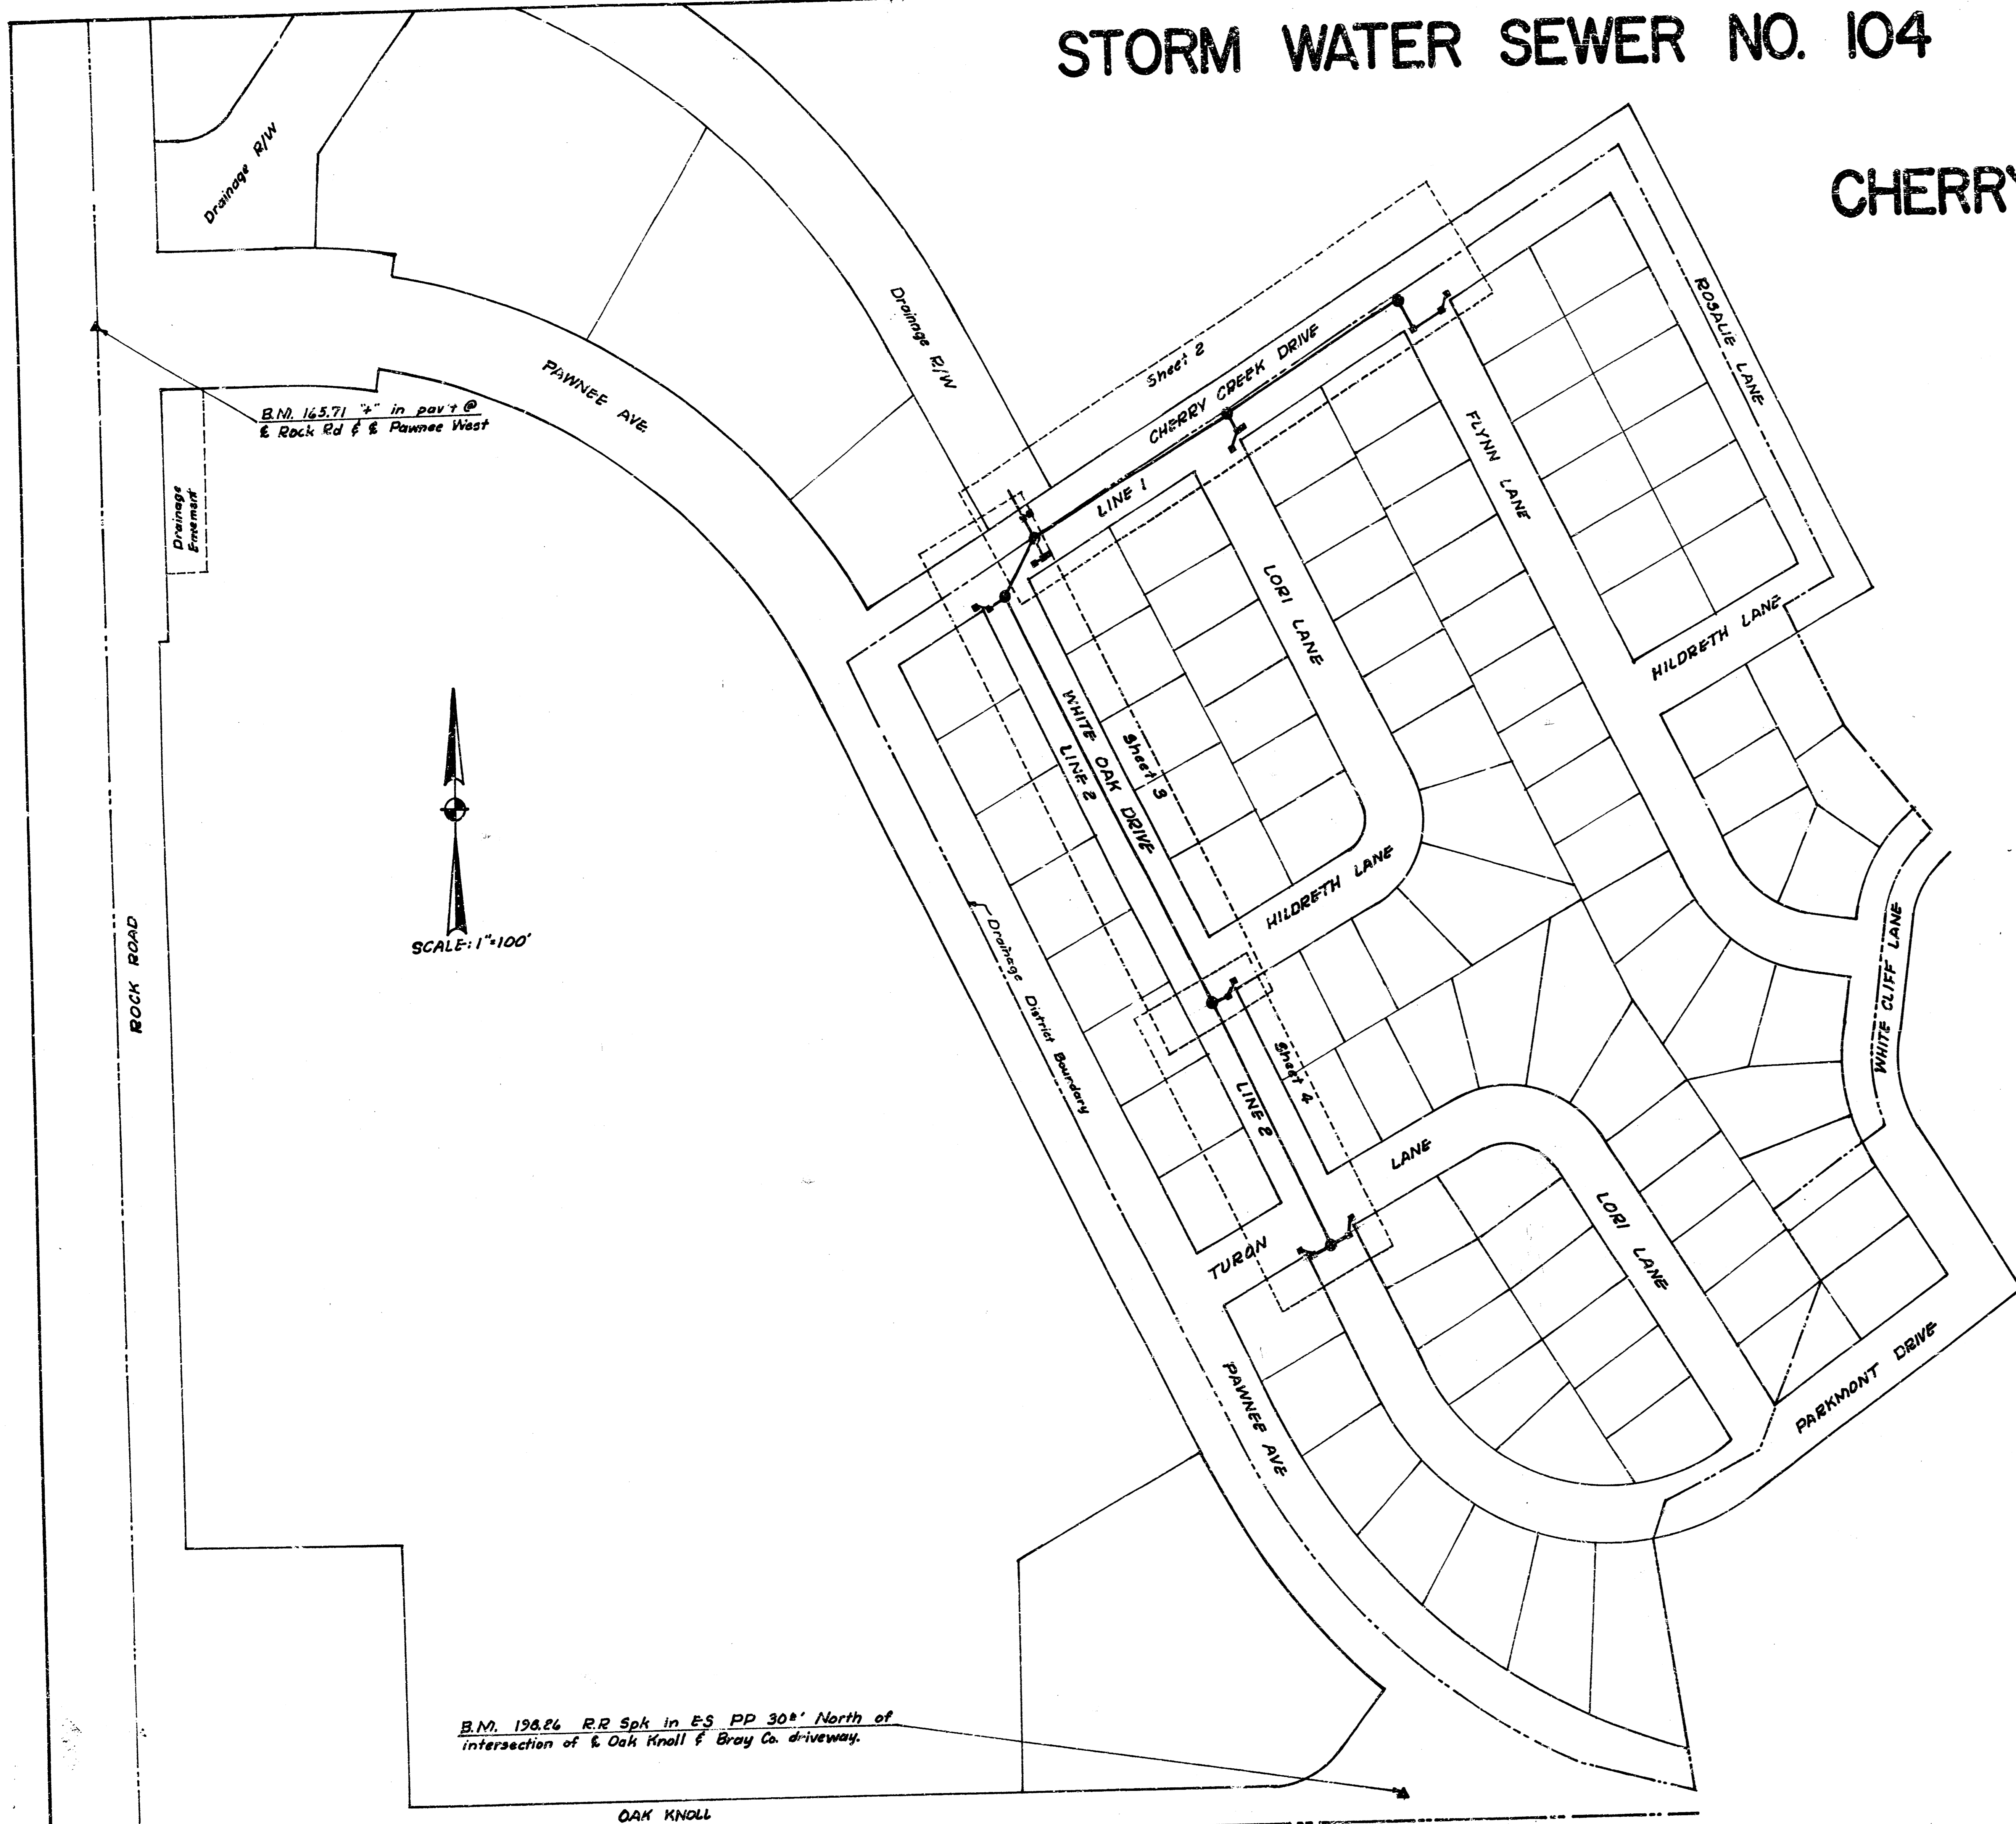 STORM WATER SEWER NO. 104
CHERRY
Drainage R/W
Drainage R/W
PAWNEE AVE.
B.M. 165.71 "+" in pav't @
℄ Rock Rd & ℄ Pawnee West
Drainage
Easement
Sheet 2
CHERRY CREEK DRIVE
LINE 1
ROSALIE LANE
FLYNN LANE
LORI LANE
HILDRETH LANE
WHITE OAK DRIVE
LINE 2
Sheet 3
HILDRETH LANE
SCALE: 1"=100'
ROCK ROAD
Drainage District Boundary
WHITE CLIFF LANE
Sheet 4
LINE 2
LANE
TURON
LORI LANE
PAWNEE AVE
PARKMONT DRIVE
B.M. 198.26 R.R Spk in ES PP 30±' North of
intersection of ℄ Oak Knoll & Bray Co. driveway.
OAK KNOLL